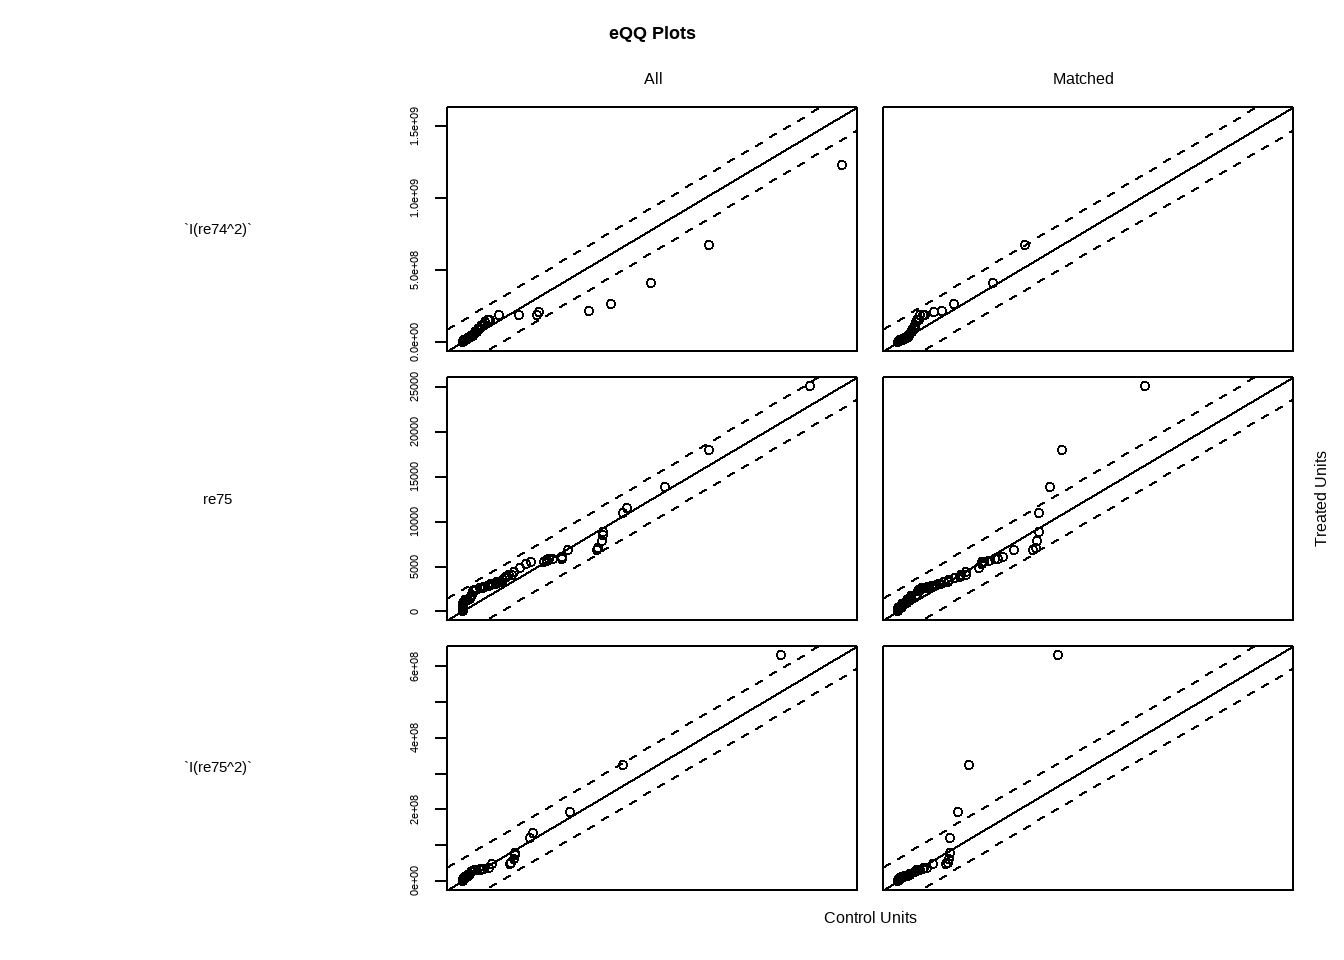 eQQ Plots
All
Matched
`I(re74^2)`
0.0e+00
5.0e+08
1.0e+09
1.5e+09
re75
0
5000
10000
15000
20000
25000
Treated Units
`I(re75^2)`
0e+00
2e+08
4e+08
6e+08
Control Units